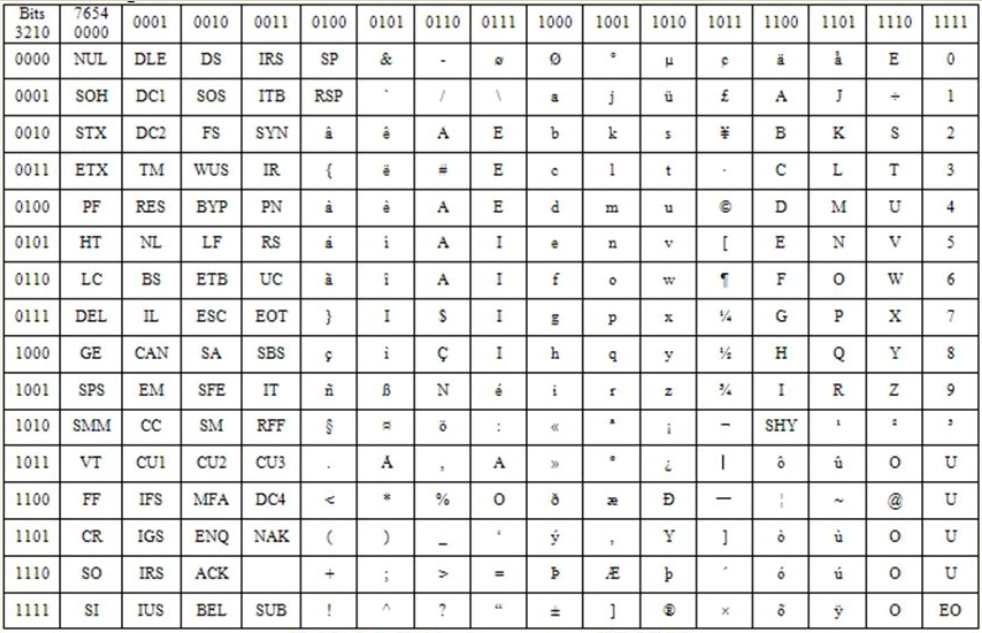 Bits 3210 7654 0000 0001 0010 0011 0100 0101 0110 0111 1000 1001 1010 1011 1100 1101 1110 1111
0000 NUL DLE DS IRS SP & - ø Ø ° µ ¢ ä å E 0
0001 SOH DC1 SOS ITB RSP / \ a j ü £ A J ÷ 1
0010 STX DC2 FS SYN â ê A E b k s ¥ B K S 2
0011 ETX TM WUS IR { ë # E c l t · C L T 3
0100 PF RES BYP PN à è A E d m u © D M U 4
0101 HT NL LF RS á í A I e n v [ E N V 5
0110 LC BS ETB UC ã î A I f o w ¶ F O W 6
0111 DEL IL ESC EOT } I $ I g p x ¼ G P X 7
1000 GE CAN SA SBS ç ì Ç I h q y ½ H Q Y 8
1001 SPS EM SFE IT ñ ß N é i r z ¾ I R Z 9
1010 SMM CC SM RFF § ¤ ö : « ª ¡ ¬ SHY ¹ ² ³
1011 VT CU1 CU2 CU3 . Å , A » º ¿ | ô û O U
1100 FF IFS MFA DC4 < * % O ð æ Đ — ¦ ~ @ U
1101 CR IGS ENQ NAK ( ) _ ‘ ý ¸ Y ] ò ù O U
1110 SO IRS ACK + ; > = Þ Æ þ ´ ó ú O U
1111 SI IUS BEL SUB ! ^ ? “ ± ] ® × õ ÿ O EO